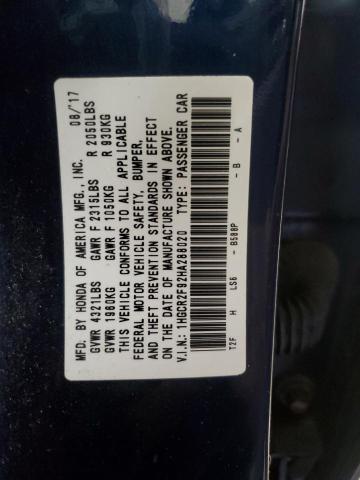 MFD. BY HONDA OF AMERICA MFG., INC. 08/'17
GVWR 4321LBS GAWR F 2315LBS R 2050LBS
GVWR 1960KG GAWR F 1050KG R 930KG
THIS VEHICLE CONFORMS TO ALL APPLICABLE
FEDERAL MOTOR VEHICLE SAFETY, BUMPER,
AND THEFT PREVENTION STANDARDS IN EFFECT
ON THE DATE OF MANUFACTURE SHOWN ABOVE.
V.I.N.: 1HGCR2F92HA288020 TYPE: PASSENGER CAR
T2F H LS6 - B588P - B - A